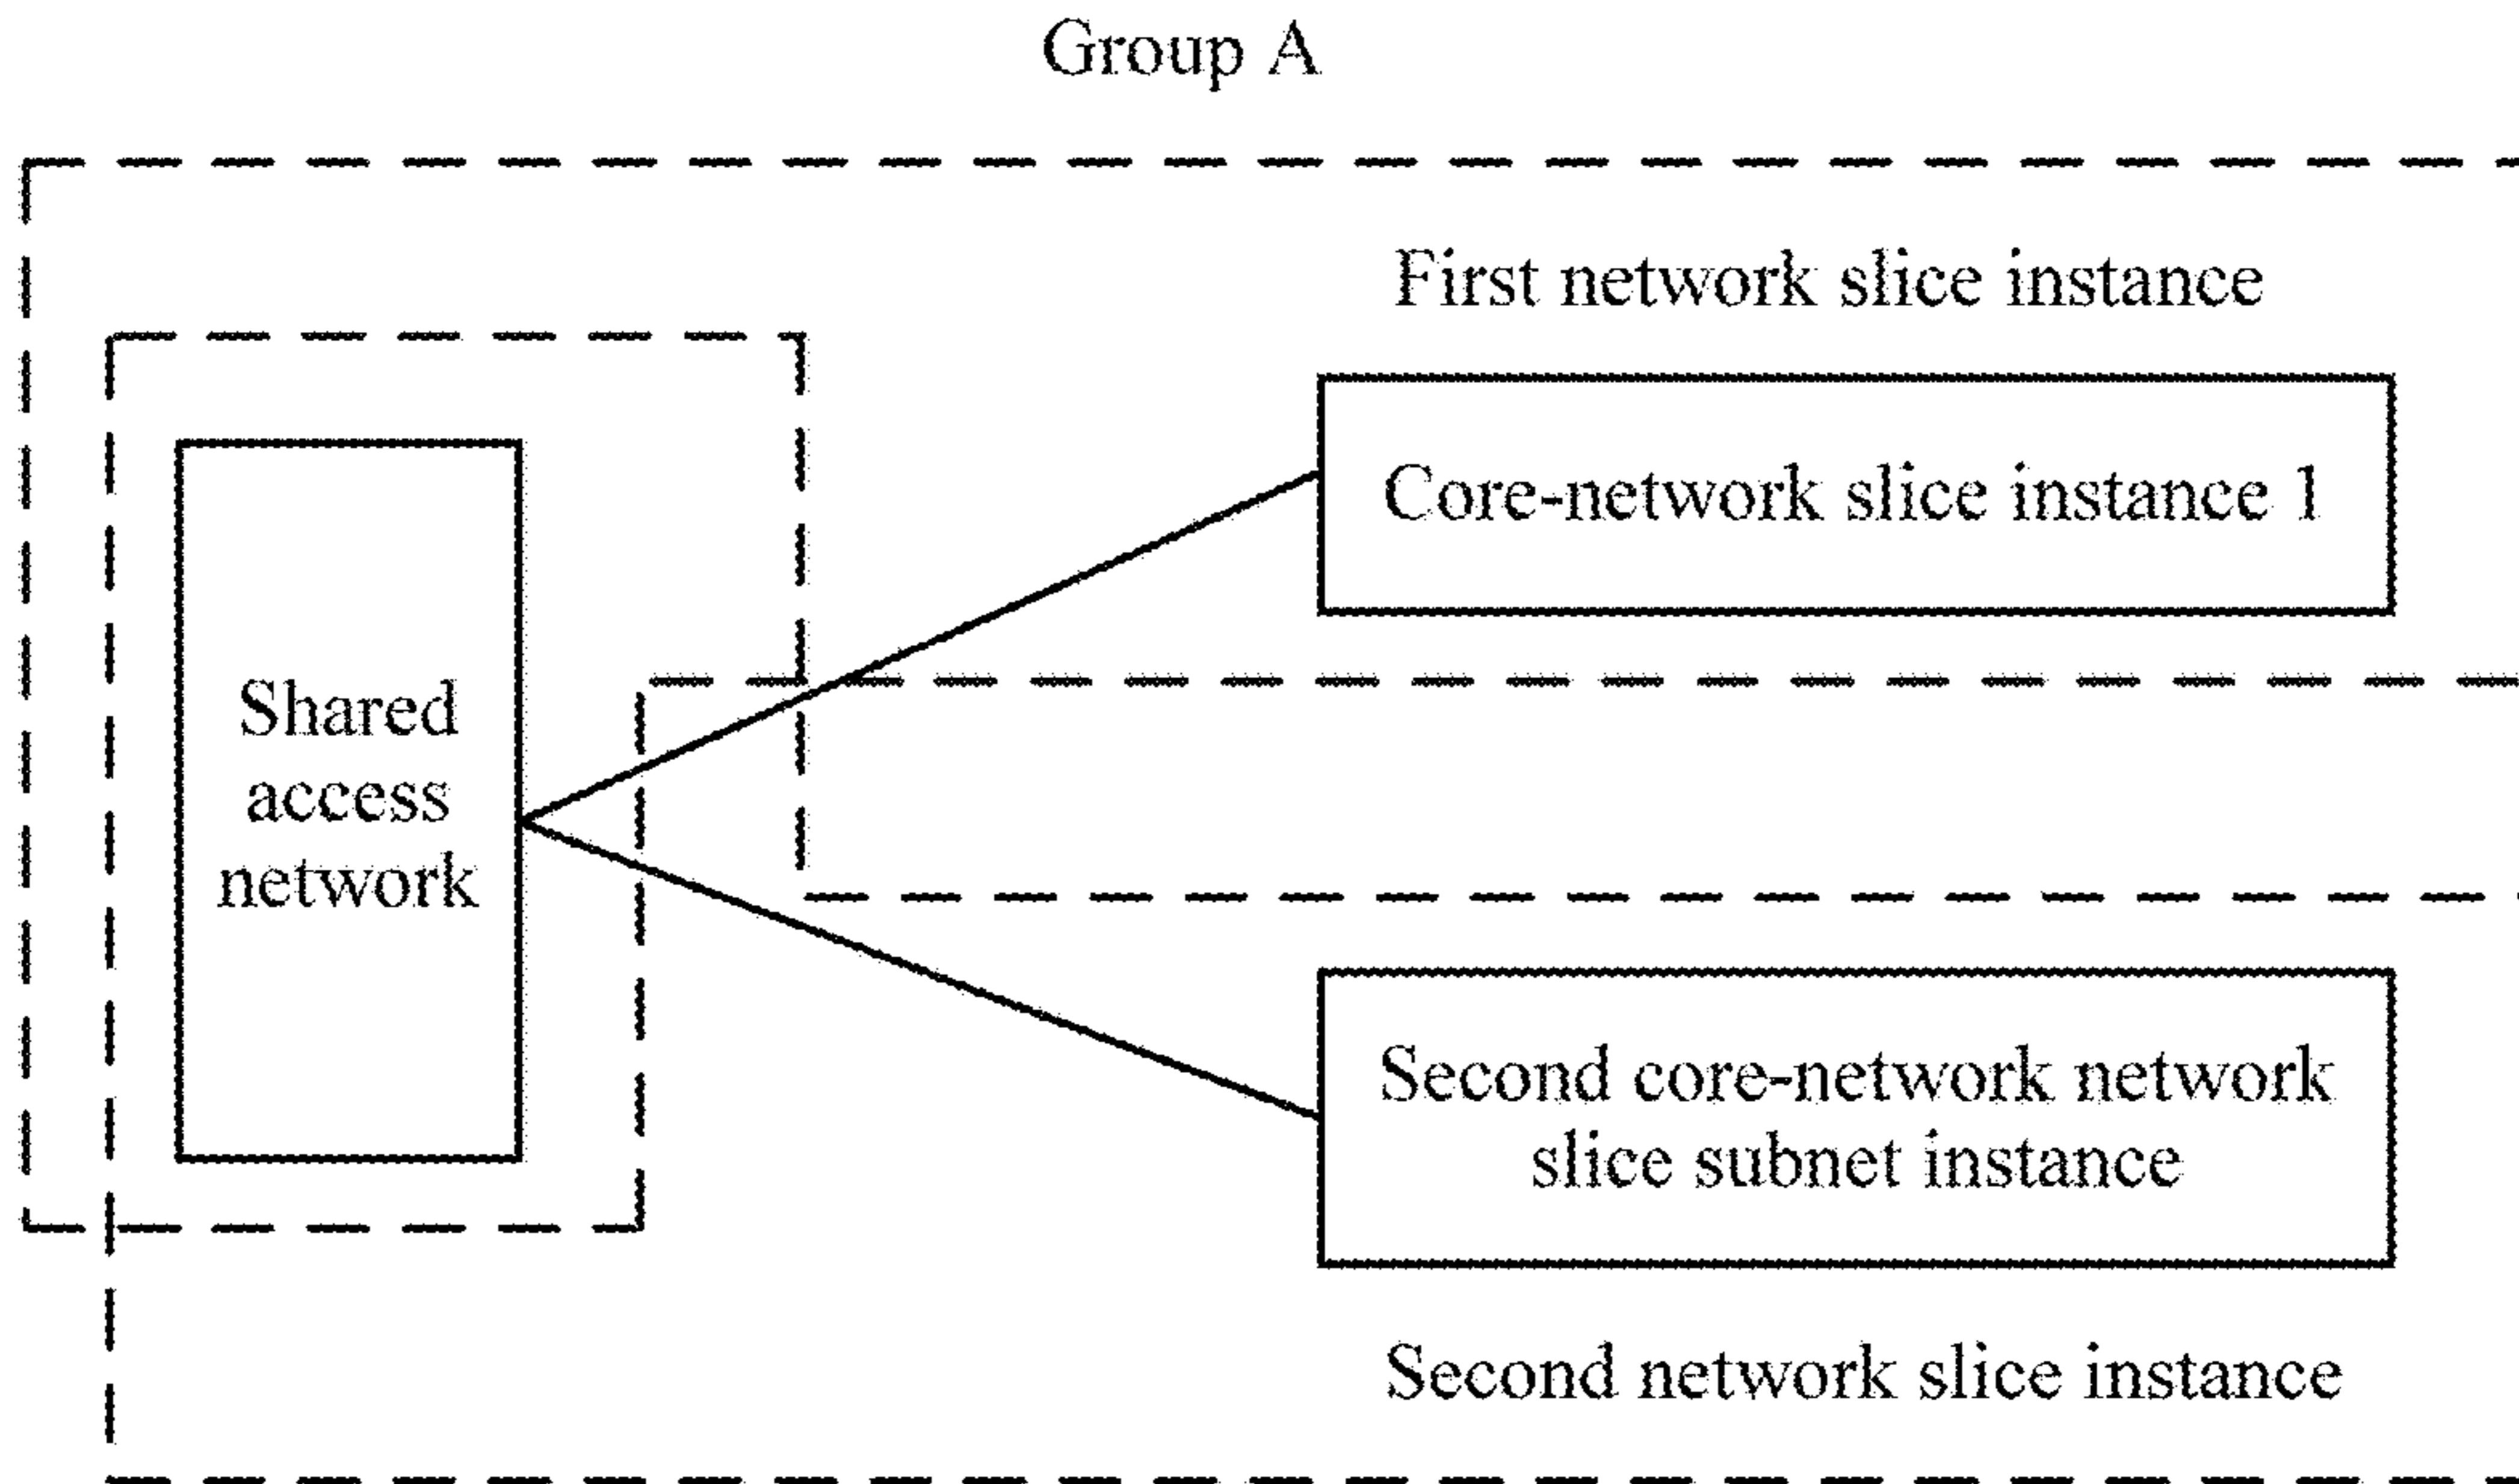 Group A
First network slice instance
Core-network slice instance 1
Shared
access
network
Second core-network network
slice subnet instance
Second network slice instance